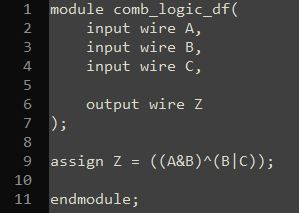 1 module comb_logic_df(
2     input wire A,
3     input wire B,
4     input wire C,
5
6     output wire Z
7 );
8
9 assign Z = ((A&B)^(B|C));
10
11 endmodule;